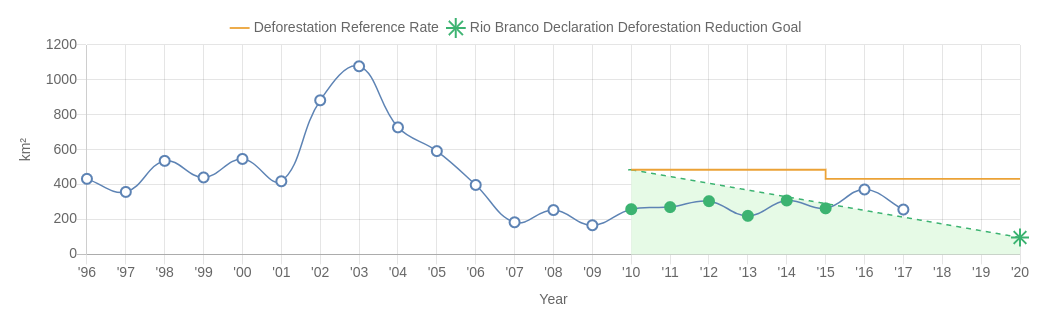 Deforestation Reference Rate Rio Branco Declaration Deforestation Reduction Goal
1200
1000
800
600
400
200
0
km²
'96 '97 '98 '99 '00 '01 '02 '03 '04 '05 '06 '07 '08 '09 '10 '11 '12 '13 '14 '15 '16 '17 '18 '19 '20
Year